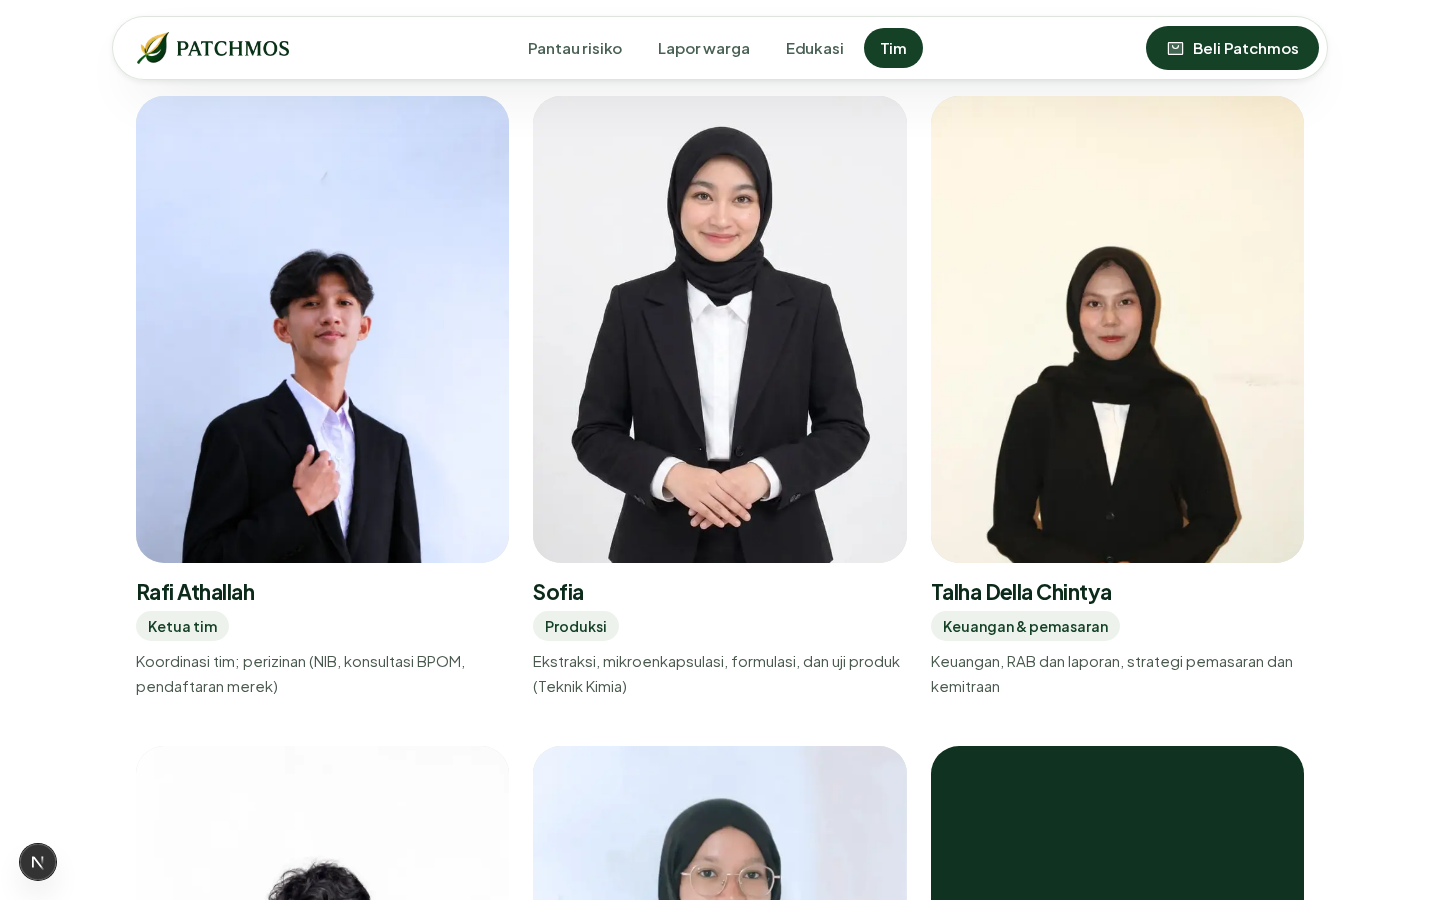 PATCHMOS
Pantau risiko
Lapor warga
Edukasi
Tim
Beli Patchmos
Rafi Athallah
Sofia
Talha Della Chintya
Ketua tim
Produksi
Keuangan & pemasaran
Koordinasi tim; perizinan (NIB, konsultasi BPOM,
pendaftaran merek)
Ekstraksi, mikroenkapsulasi, formulasi, dan uji produk
(Teknik Kimia)
Keuangan, RAB dan laporan, strategi pemasaran dan
kemitraan
N